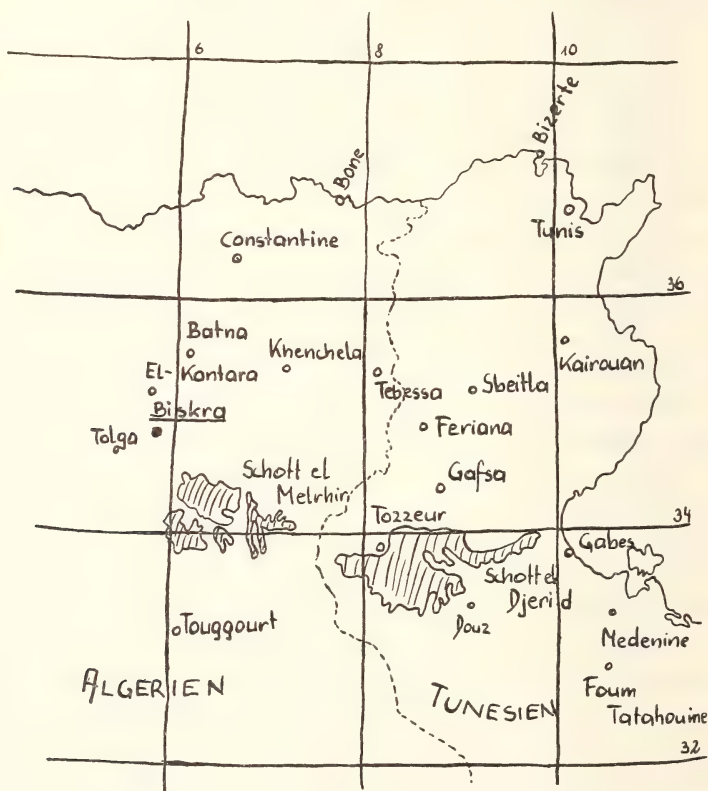 6
8
10
Bone
Bizerte
Tunis
Constantine
36
Batna
Khenchela
Kairouan
El-
Kantara
Tebessa
Sbeitla
Biskra
Feriana
Tolga
Gafsa
Schott el
Melrhir
Tozzeur
34
Gabes
Schott el
Djerid
Touggourt
Douz
Medenine
ALGERIEN
TUNESIEN
Foum
Tatahouine
32